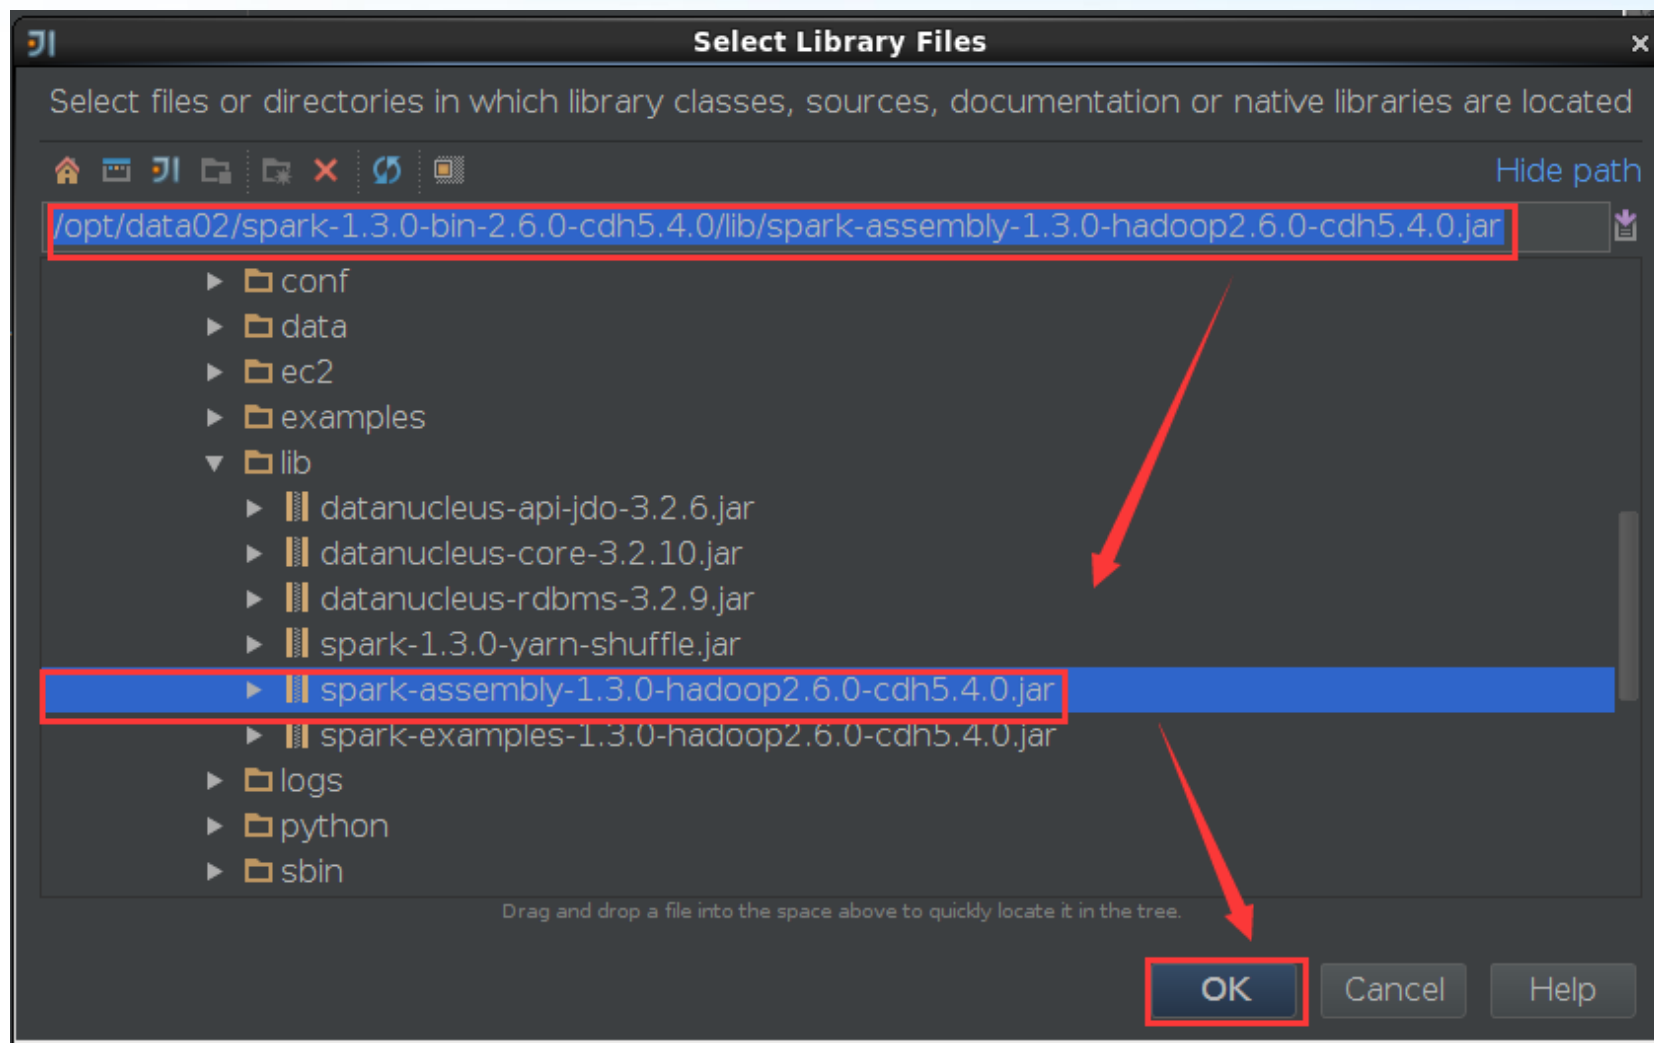 Select Library Files
Select files or directories in which library classes, sources, documentation or native libraries are located
Hide path
/opt/data02/spark-1.3.0-bin-2.6.0-cdh5.4.0/lib/spark-assembly-1.3.0-hadoop2.6.0-cdh5.4.0.jar
conf
data
ec2
examples
lib
datanucleus-api-jdo-3.2.6.jar
datanucleus-core-3.2.10.jar
datanucleus-rdbms-3.2.9.jar
spark-1.3.0-yarn-shuffle.jar
spark-assembly-1.3.0-hadoop2.6.0-cdh5.4.0.jar
spark-examples-1.3.0-hadoop2.6.0-cdh5.4.0.jar
logs
python
sbin
Drag and drop a file into the space above to quickly locate it in the tree.
OK Cancel Help